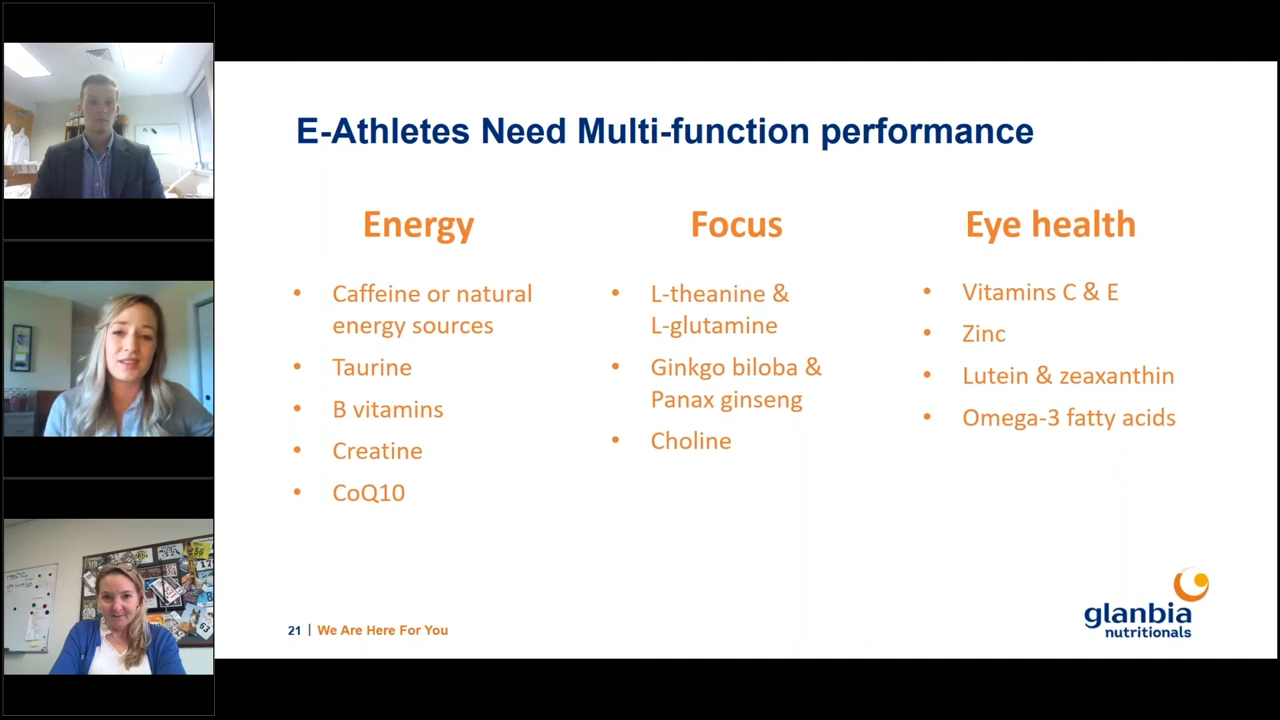 E-Athletes Need Multi-function performance
Energy
• Caffeine or natural
energy sources
• Taurine
• B vitamins
• Creatine
• CoQ10
Focus
• L-theanine &
L-glutamine
• Ginkgo biloba &
Panax ginseng
• Choline
Eye health
• Vitamins C & E
• Zinc
• Lutein & zeaxanthin
• Omega-3 fatty acids
21 | We Are Here For You
glanbia
nutritionals